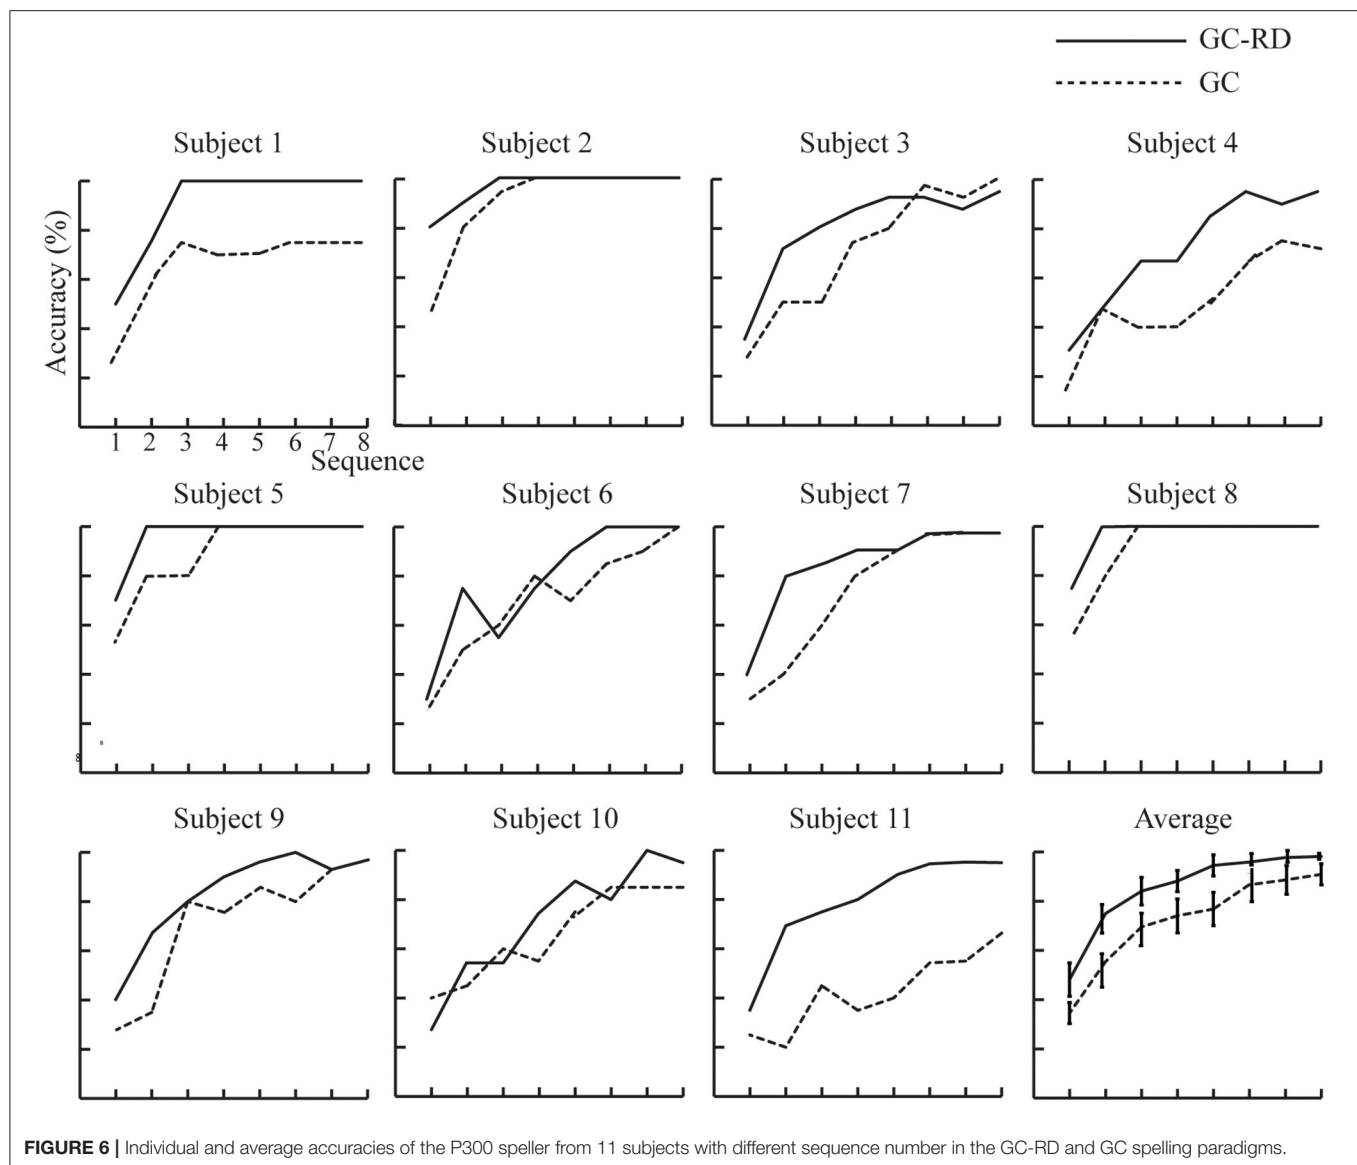 GC-RD
GC
Subject 1
Subject 2
Subject 3
Subject 4
Accuracy (%)
1 2 3 4 5 6 7 8
Sequence
Subject 5
Subject 6
Subject 7
Subject 8
Subject 9
Subject 10
Subject 11
Average
FIGURE 6 | Individual and average accuracies of the P300 speller from 11 subjects with different sequence number in the GC-RD and GC spelling paradigms.